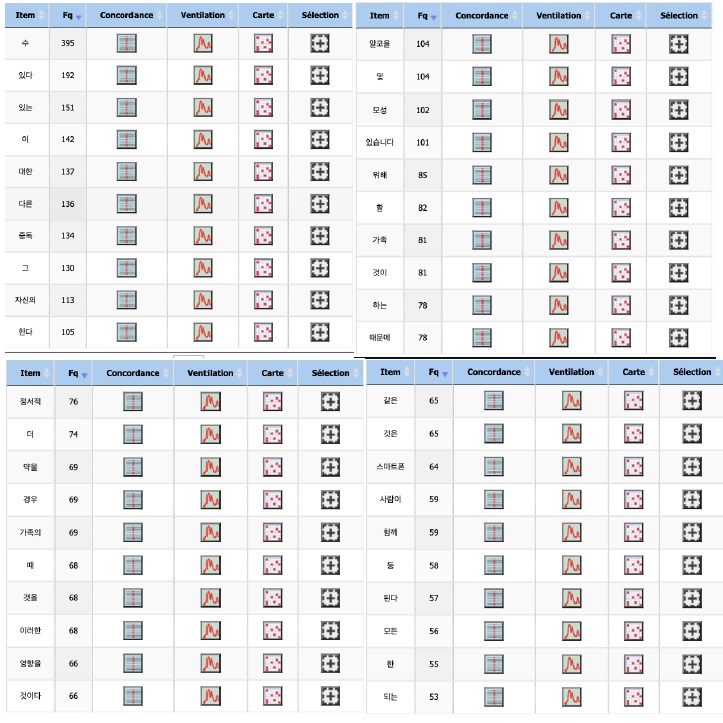 Item Fq Concordance Ventilation Carte Sélection
수 395
있다 192
있는 151
이 142
대한 137
다른 136
중독 134
그 130
자신의 113
한다 105
Item Fq Concordance Ventilation Carte Sélection
알코올 104
및 104
모성 102
있습니다 101
위해 85
할 82
가족 81
것이 81
하는 78
때문에 78
Item Fq Concordance Ventilation Carte Sélection
정서적 76
더 74
약물 69
경우 69
가족의 69
때 68
것을 68
이러한 68
영향을 66
것이다 66
Item Fq Concordance Ventilation Carte Sélection
같은 65
것은 65
스마트폰 64
사람이 59
함께 59
등 58
된다 57
모든 56
한 55
되는 53